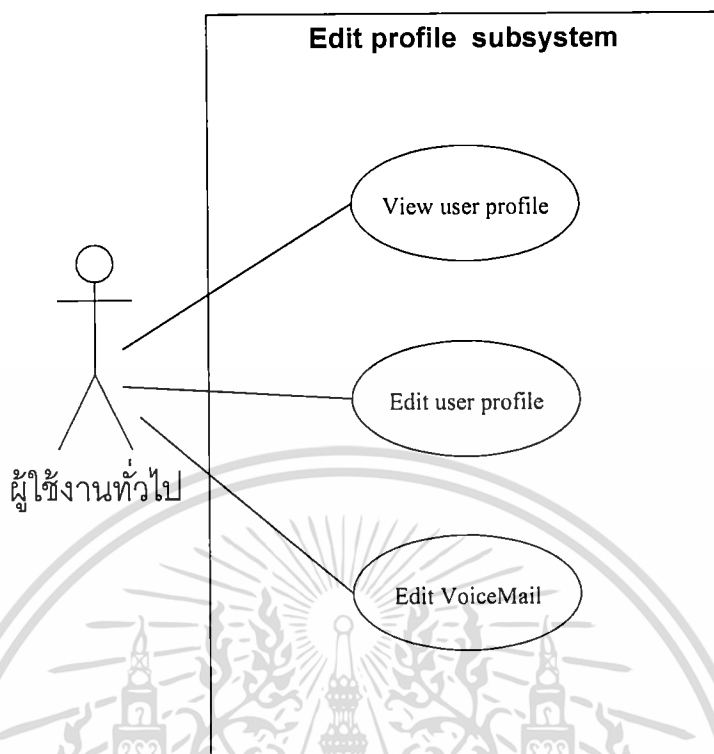 Edit profile subsystem
View user profile
Edit user profile
ผู้ใช้งานทั่วไป
Edit VoiceMail